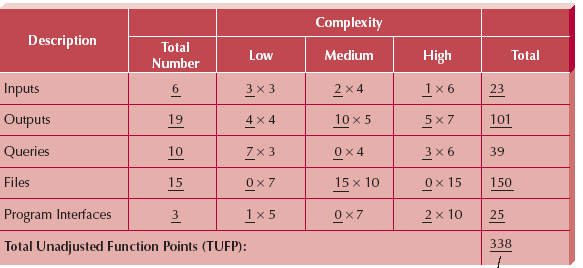 Complexity
Description Total Number Low Medium High Total
Inputs 6 3 × 3 2 × 4 1 × 6 23
Outputs 19 4 × 4 10 × 5 5 × 7 101
Queries 10 7 × 3 0 × 4 3 × 6 39
Files 15 0 × 7 15 × 10 0 × 15 150
Program Interfaces 3 1 × 5 0 × 7 2 × 10 25
Total Unadjusted Function Points (TUFP): 338